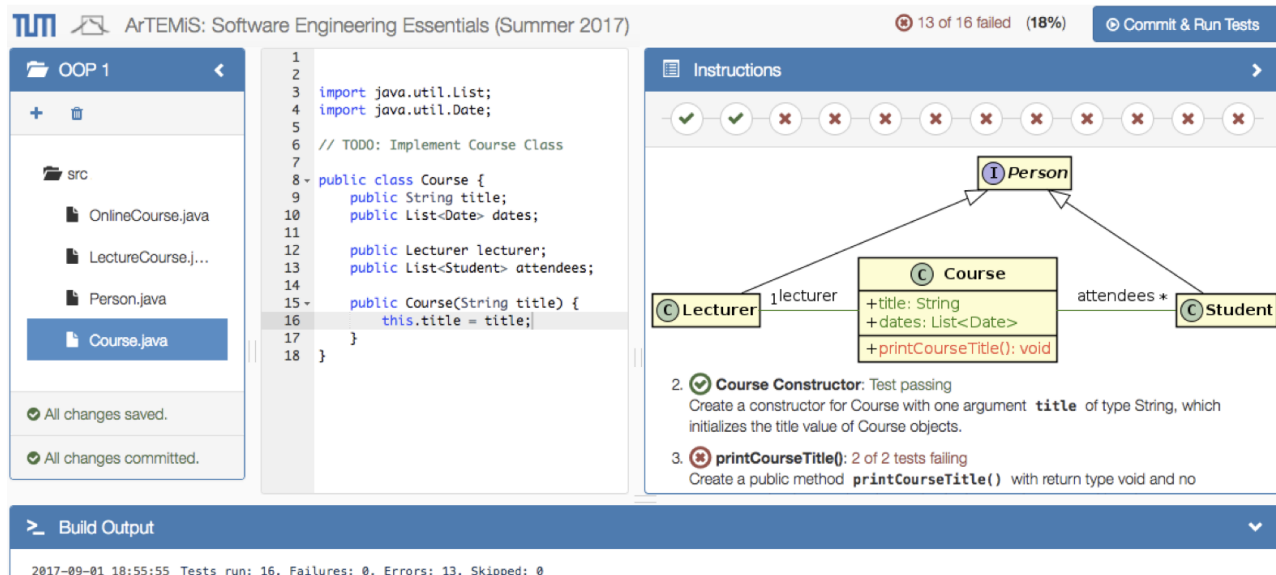 TUM ArTEMiS: Software Engineering Essentials (Summer 2017) 13 of 16 failed (18%) Commit & Run Tests
OOP 1
src
OnlineCourse.java
LectureCourse.j...
Person.java
Course.java
All changes saved.
All changes committed.
1
2
3 import java.util.List;
4 import java.util.Date;
5
6 // TODO: Implement Course Class
7
8 public class Course {
9 public String title;
10 public List<Date> dates;
11
12 public Lecturer lecturer;
13 public List<Student> attendees;
14
15 public Course(String title) {
16 this.title = title;
17 }
18 }
Instructions
I Person
C Course
C Lecturer 1 lecturer +title: String attendees * C Student
+dates: List<Date>
+printCourseTitle(): void
2. Course Constructor: Test passing
Create a constructor for Course with one argument title of type String, which
initializes the title value of Course objects.
3. printCourseTitle(): 2 of 2 tests failing
Create a public method printCourseTitle() with return type void and no
>_ Build Output
2017-09-01 18:55:55 Tests run: 16, Failures: 0, Errors: 13, Skipped: 0